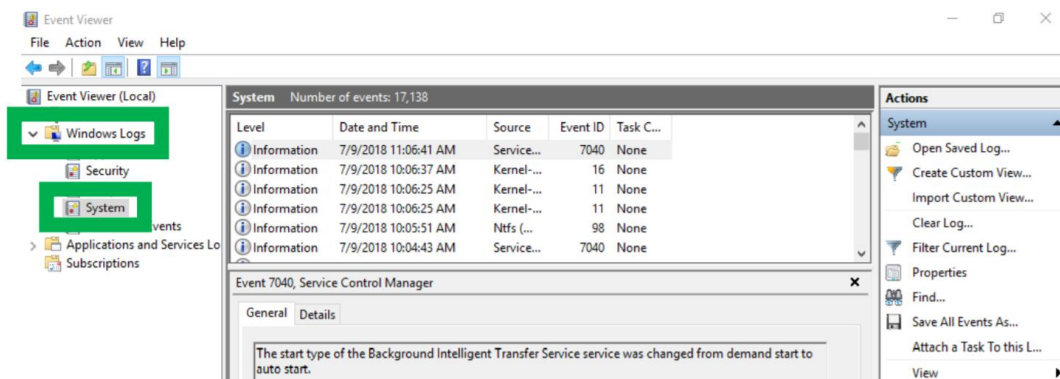 Event Viewer
File Action View Help
Event Viewer (Local)
Windows Logs
Security
System
vents
Applications and Services Lo
Subscriptions
System Number of events: 17,138
Level Date and Time Source Event ID Task C...
Information 7/9/2018 11:06:41 AM Service... 7040 None
Information 7/9/2018 10:06:37 AM Kernel-... 16 None
Information 7/9/2018 10:06:25 AM Kernel-... 11 None
Information 7/9/2018 10:06:25 AM Kernel-... 11 None
Information 7/9/2018 10:05:51 AM Ntfs (... 98 None
Information 7/9/2018 10:04:43 AM Service... 7040 None
Event 7040, Service Control Manager
General Details
The start type of the Background Intelligent Transfer Service service was changed from demand start to
auto start.
Actions
System
Open Saved Log...
Create Custom View...
Import Custom View...
Clear Log...
Filter Current Log...
Properties
Find...
Save All Events As...
Attach a Task To this L...
View